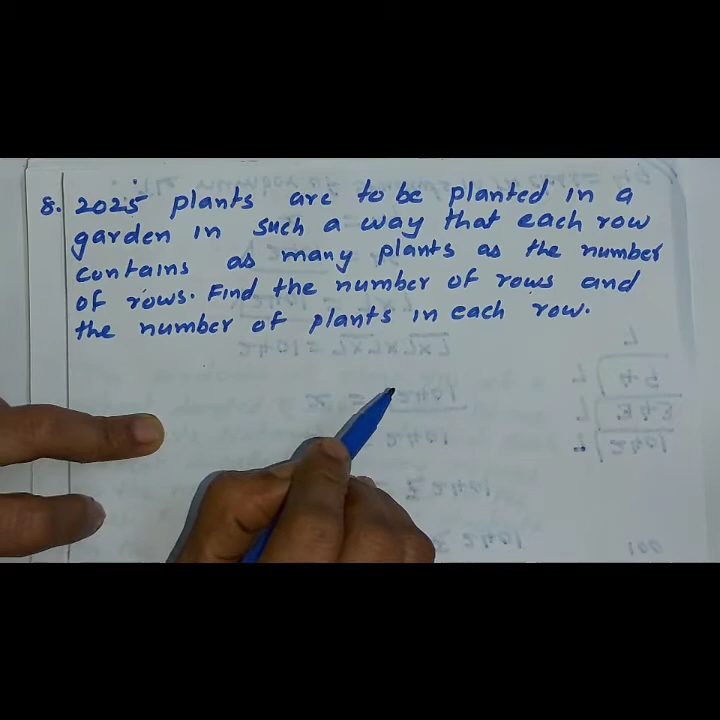 8. 2025 plants are to be planted in a
garden in such a way that each row
contains as many plants as the number
of rows. Find the number of rows and
the number of plants in each row.